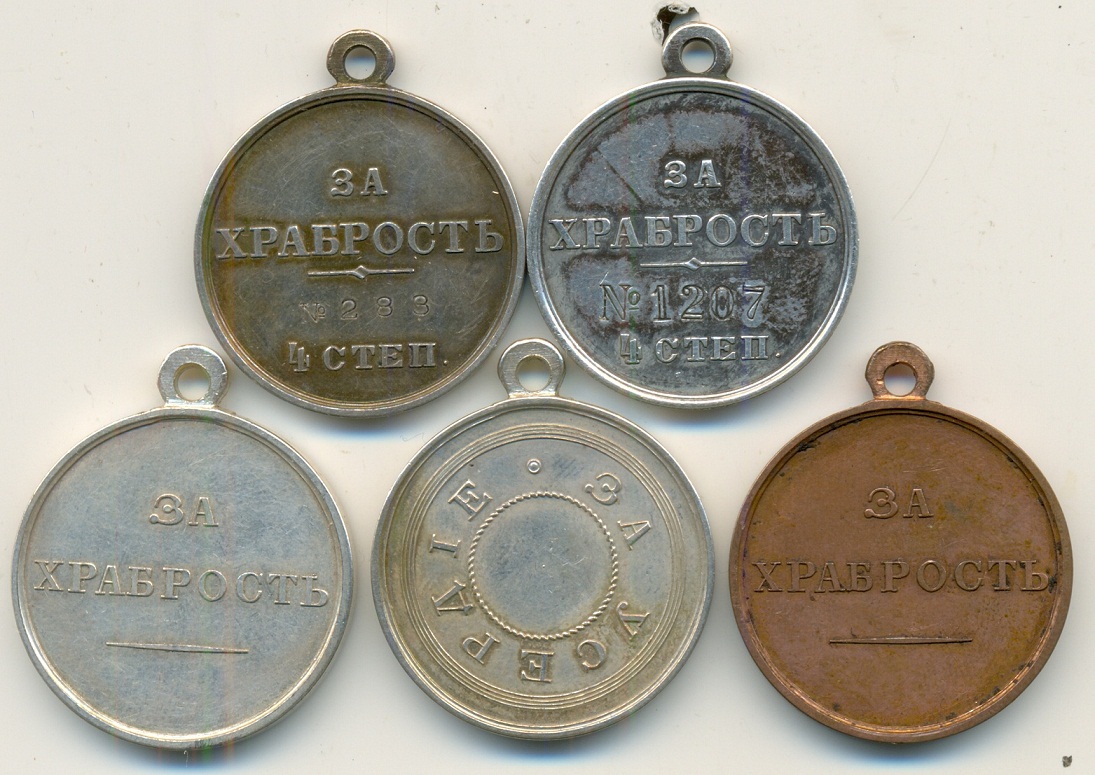 ЗА
ХРАБРОСТЬ
№ 283
4 СТЕП.
ЗА
ХРАБРОСТЬ
№ 1207
4 СТЕП.
ЗА
ХРАБРОСТЬ
ЗА УСЕРДІЕ
ЗА
ХРАБРОСТЬ